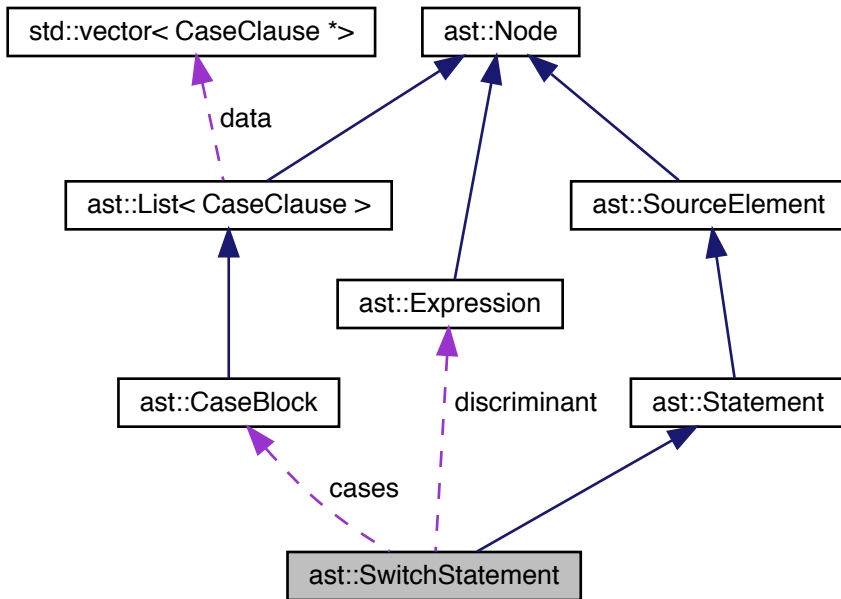 std::vector< CaseClause *>
ast::Node
data
ast::List< CaseClause >
ast::SourceElement
ast::Expression
ast::CaseBlock
discriminant
ast::Statement
cases
ast::SwitchStatement